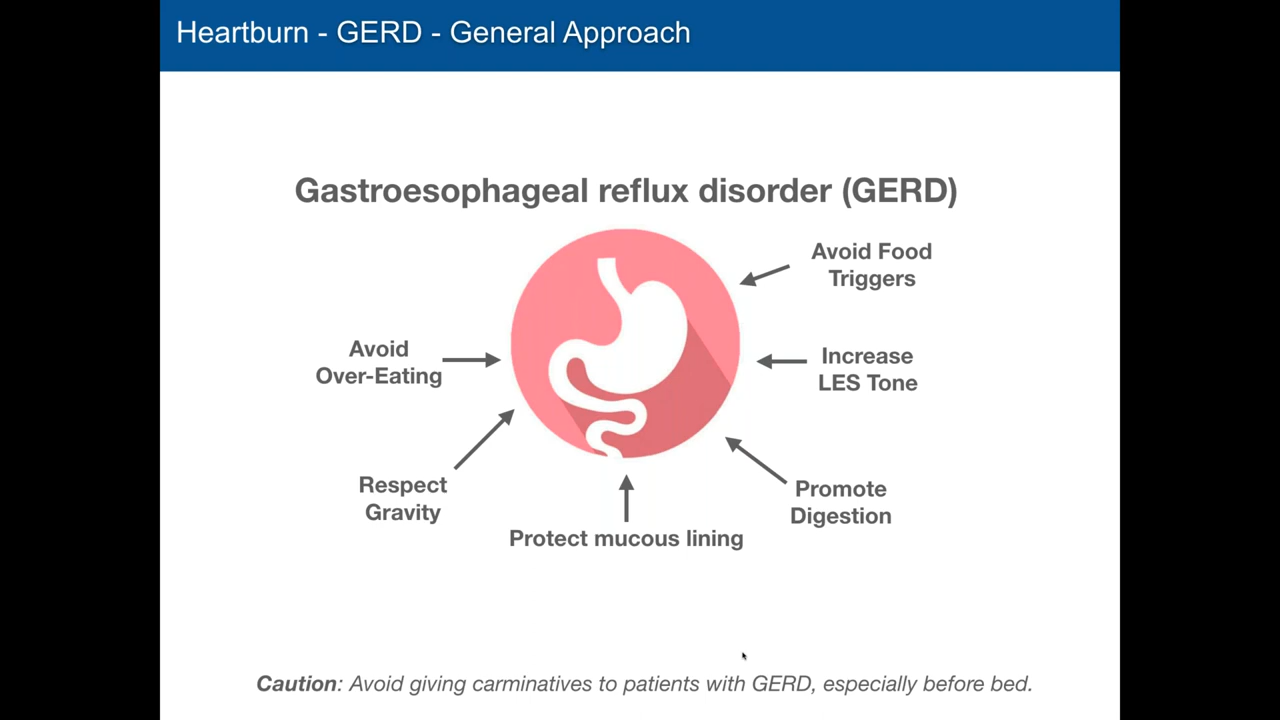 Heartburn - GERD - General Approach
Gastroesophageal reflux disorder (GERD)
Avoid Food
Triggers
Avoid
Over-Eating
Increase
LES Tone
Respect
Gravity
Promote
Digestion
Protect mucous lining
Caution: Avoid giving carminatives to patients with GERD, especially before bed.